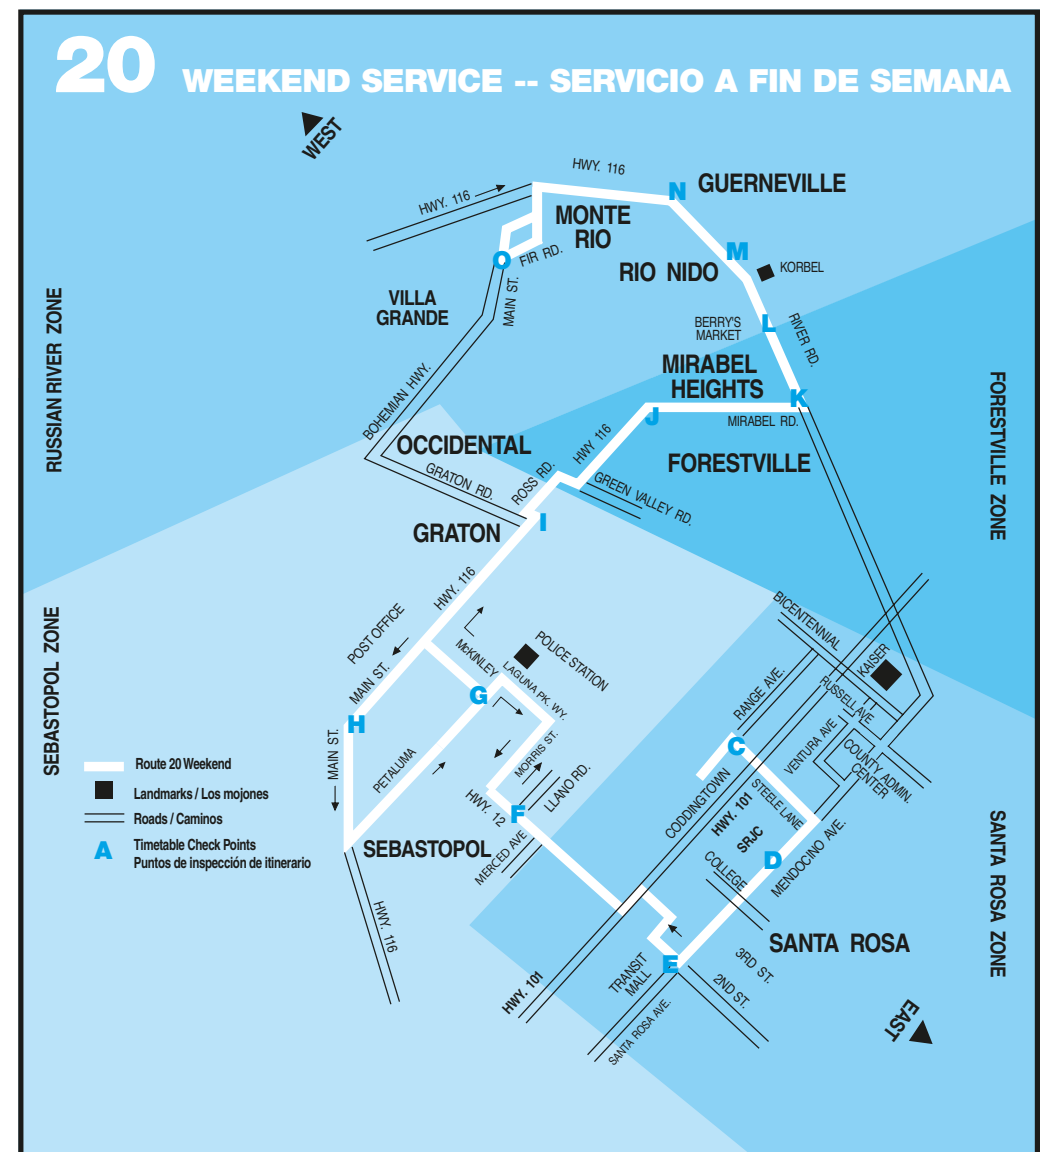 20 WEEKEND SERVICE -- SERVICIO A FIN DE SEMANA
WEST
HWY. 116
HWY. 116
N
GUERNEVILLE
MONTE
RIO
M
O
FIR RD.
RIO NIDO
KORBEL
MAIN ST.
VILLA
GRANDE
RUSSIAN RIVER ZONE
BERRY'S
MARKET
L
RIVER RD.
MIRABEL
HEIGHTS
K
J
MIRABEL RD.
FORESTVILLE ZONE
BOHEMIAN HWY.
OCCIDENTAL
HWY 116
FORESTVILLE
GRATON RD.
ROSS RD.
GREEN VALLEY RD.
I
GRATON
HWY. 116
POST OFFICE
BICENTENNIAL
SEBASTOPOL ZONE
McKINLEY
POLICE STATION
KAISER
MAIN ST.
G
LAGUNA PK. WY.
RANGE AVE.
RUSSELL AVE
H
VENTURA AVE
COUNTY ADMIN.
CENTER
MAIN ST.
PETALUMA
MORRIS ST.
C
Route 20 Weekend
Landmarks / Los mojones
Roads / Caminos
A
Timetable Check Points
Puntos de inspección de itinerario
HWY. 12
F
LLANO RD.
CODDINGTOWN
HWY. 101
STEELE LANE
SRJC
SEBASTOPOL
MERCED AVE
COLLEGE
D
MENDOCINO AVE.
SANTA ROSA ZONE
HWY. 116
SANTA ROSA
TRANSIT
MALL
E
3RD ST.
2ND ST.
HWY. 101
SANTA ROSA AVE.
EAST